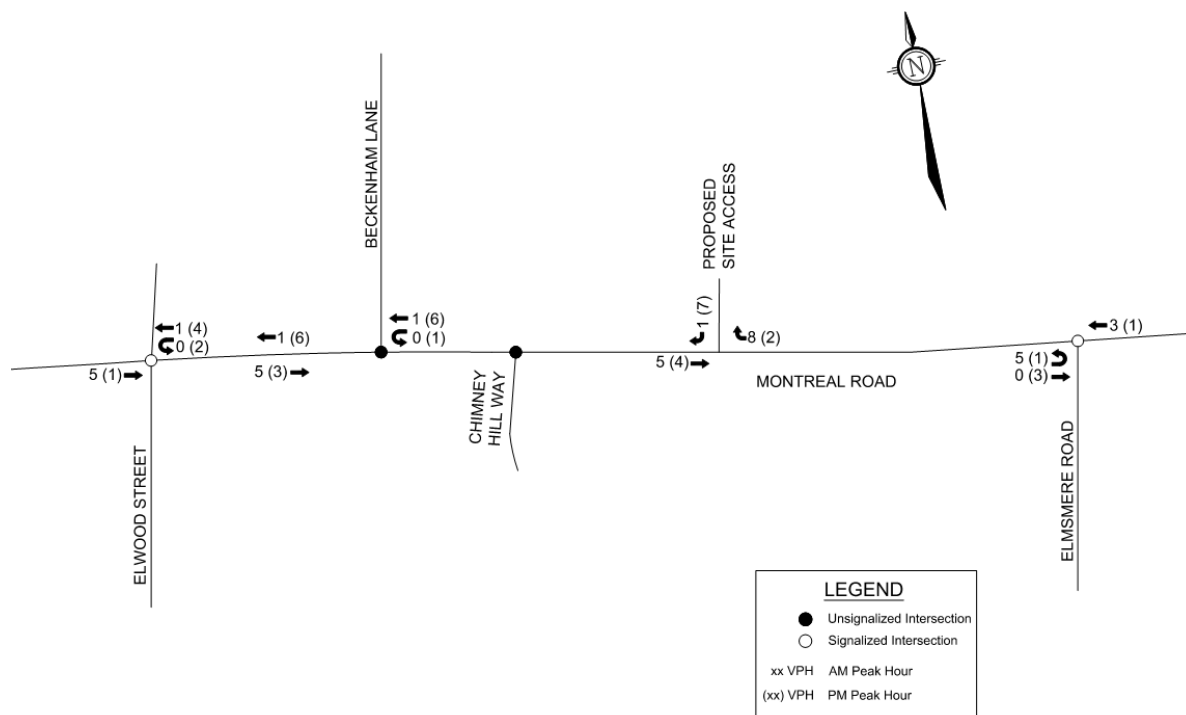 N
BECKENHAM LANE
PROPOSED
SITE ACCESS
1 (4)
0 (2)
1 (6)
1 (6)
0 (1)
1 (7)
8 (2)
3 (1)
5 (1)
5 (3)
5 (4)
5 (1)
0 (3)
MONTREAL ROAD
CHIMNEY
HILL WAY
ELWOOD STREET
ELMSMERE ROAD
LEGEND
Unsignalized Intersection
Signalized Intersection
xx VPH AM Peak Hour
(xx) VPH PM Peak Hour